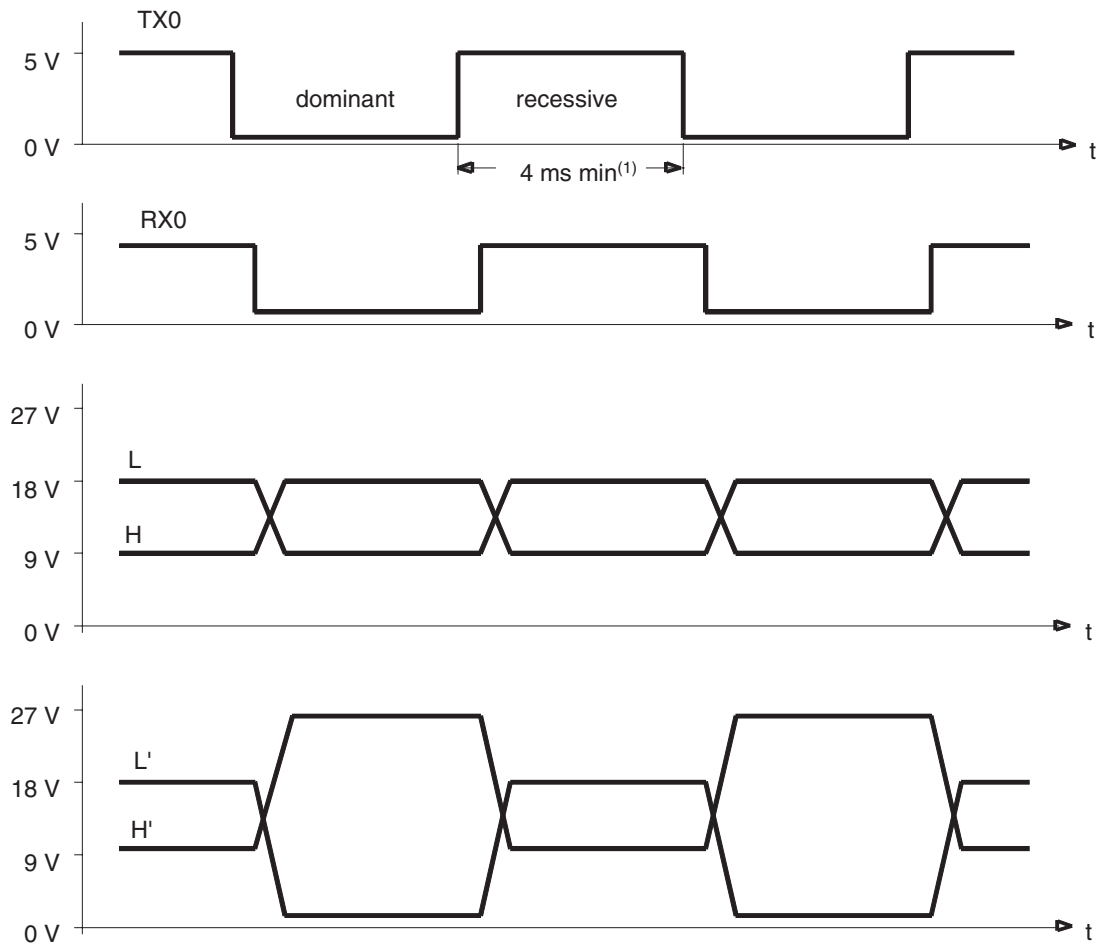 TX0
5 V
dominant
recessive
0 V
t
4 ms min(1)
RX0
5 V
0 V
t
27 V
L
18 V
H
9 V
0 V
t
27 V
L'
18 V
H'
9 V
0 V
t